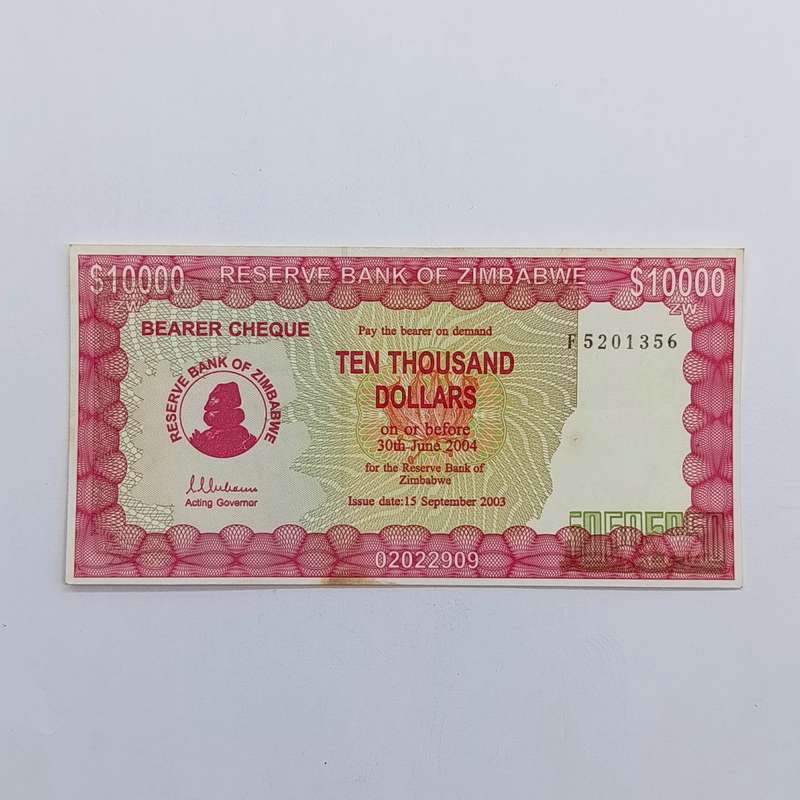 $10000 RESERVE BANK OF ZIMBABWE $10000
ZW ZW
BEARER CHEQUE
Pay the bearer on demand
F 5201356
TEN THOUSAND
DOLLARS
RESERVE BANK OF ZIMBABWE
on or before
30th June 2004
for the Reserve Bank of
Zimbabwe
Acting Governor
Issue date:15 September 2003
02022909